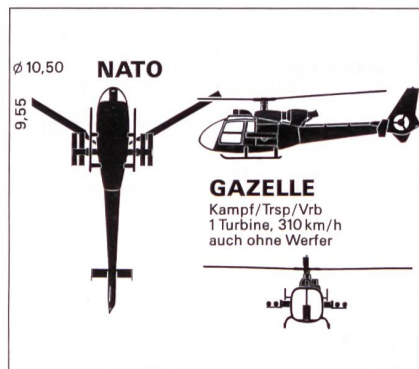 ⌀ 10,50
NATO
9,55
GAZELLE
Kampf/Trsp/Vrb
1 Turbine, 310 km/h
auch ohne Werfer